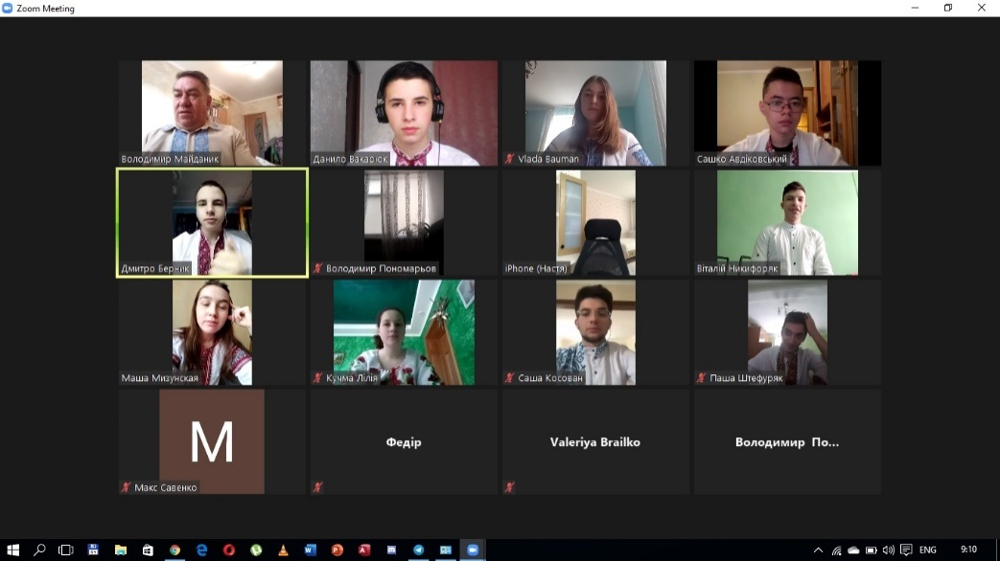 Zoom Meeting
Володимир Майданик
Данило Вакарюк
Vlada Bauman
Сашко Авдіковський
Дмитро Берник
Володимир Пономарьов
iPhone (Настя)
Віталій Никифоряк
Маша Мизунская
Кучма Лілія
Саша Косован
Паша Штефуряк
M
Макс Савенко
Федір
Valeriya Brailko
Володимир По...
ENG
9:10